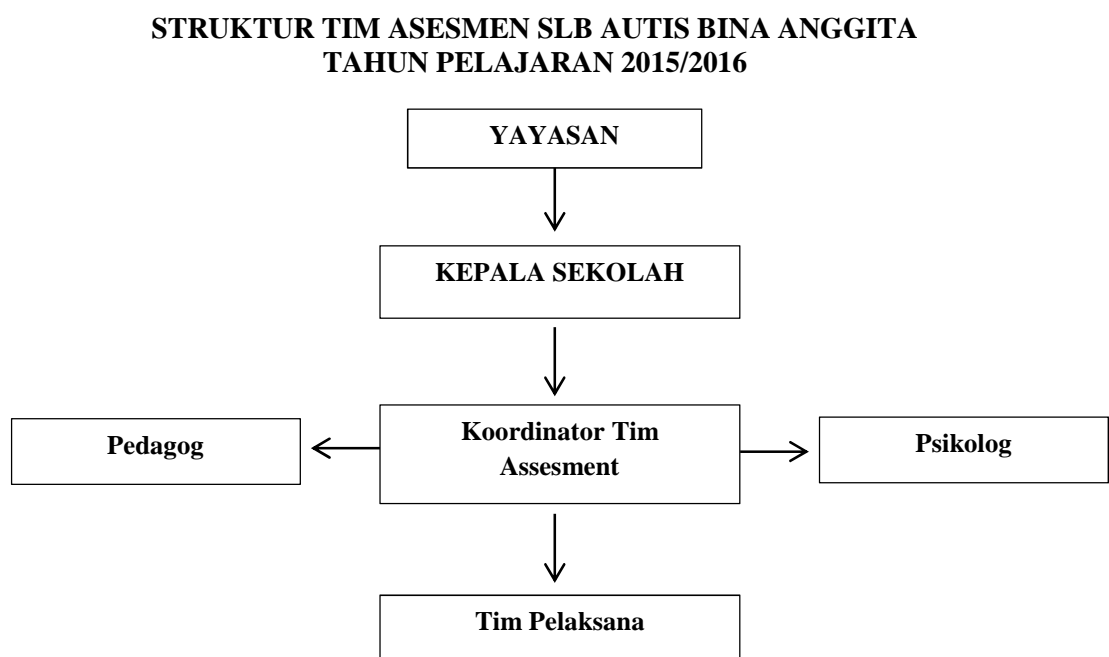 STRUKTUR TIM ASESMEN SLB AUTIS BINA ANGGITA
TAHUN PELAJARAN 2015/2016
YAYASAN
KEPALA SEKOLAH
Pedagog
Koordinator Tim
Assesment
Psikolog
Tim Pelaksana